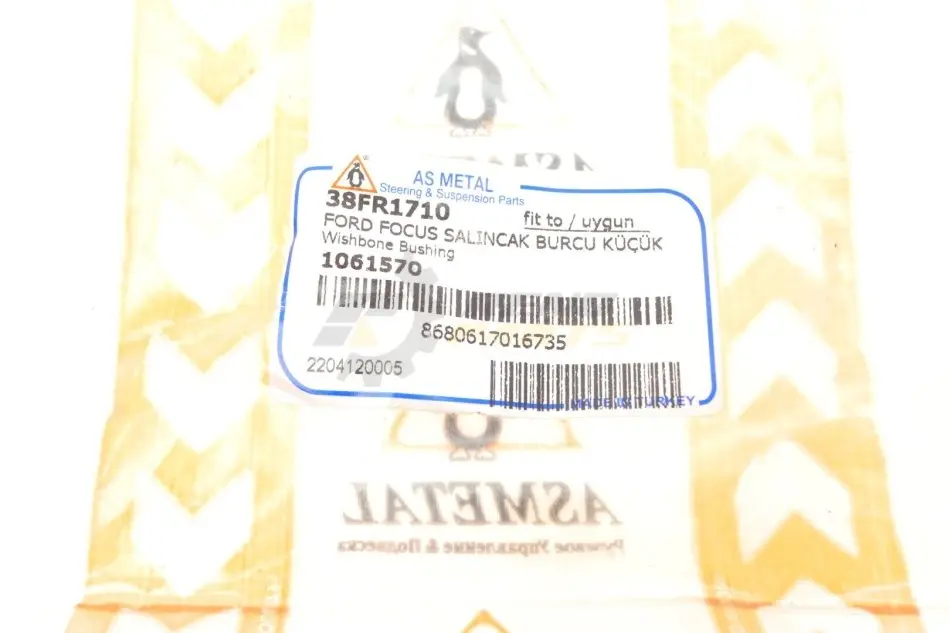 AS METAL
Steering & Suspension Parts
38FR1710
fit to / uygun
FORD FOCUS SALINCAK BURCU KÜÇÜK
Wishbone Bushing
1061570
8680617016735
2204120005
MADE IN TURKEY
ASMETAL
Рулевое Управление & Подвеска